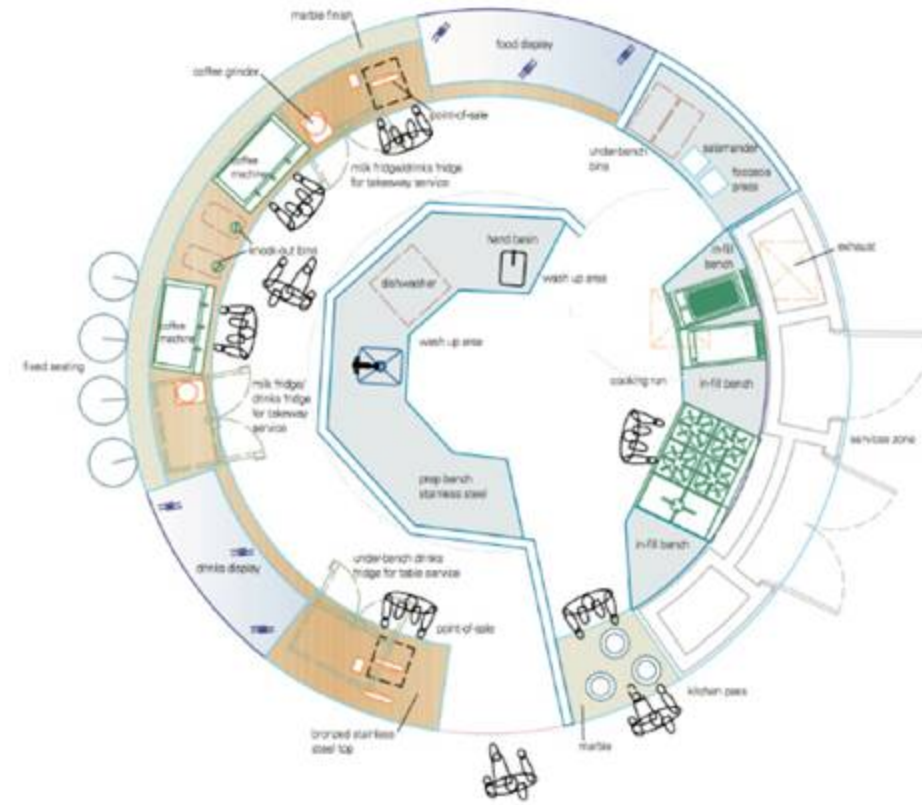 marble finish
food display
coffee grinder
point-of-sale
milk fridge/drinks fridge
for takeway service
coffee
machine
underbench
bins
salamander
focaccia
press
knock-out bins
hand basin
wash up area
dishwasher
in-fill
bench
exhaust
coffee
machine
wash up area
fixed seating
milk fridge/
drinks fridge
for takeway
service
cooking run
in-fill bench
services zone
prep bench
stainless steel
in-fill bench
drinks display
under-bench drinks
fridge for table service
point-of-sale
kitchen pass
bronzed stainless
steel top
marble